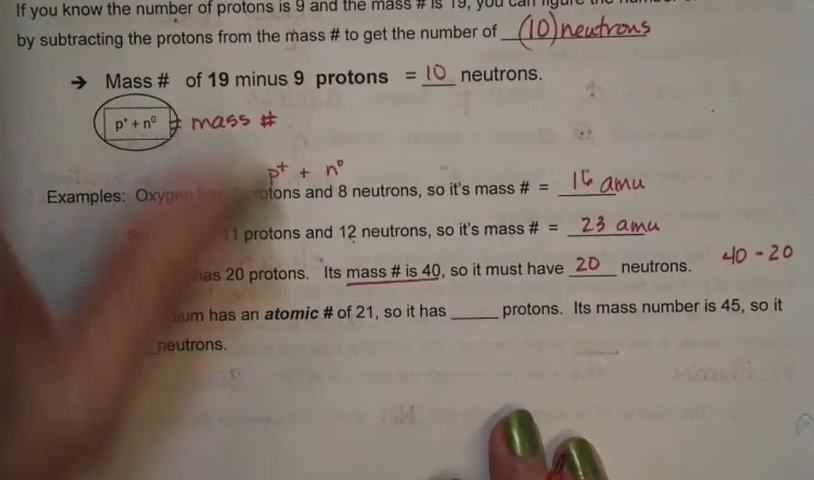 If you know the number of protons is 9 and the mass # is 19, you can figure the
by subtracting the protons from the mass # to get the number of (10) neutrons
→ Mass # of 19 minus 9 protons = 10 neutrons.
p⁺ + n⁰ = mass #
p⁺ + n⁰
Examples: Oxygen protons and 8 neutrons, so it's mass # = 16 amu
11 protons and 12 neutrons, so it's mass # = 23 amu
has 20 protons. Its mass # is 40, so it must have 20 neutrons. 40 - 20
has an atomic # of 21, so it has _____ protons. Its mass number is 45, so it
neutrons.